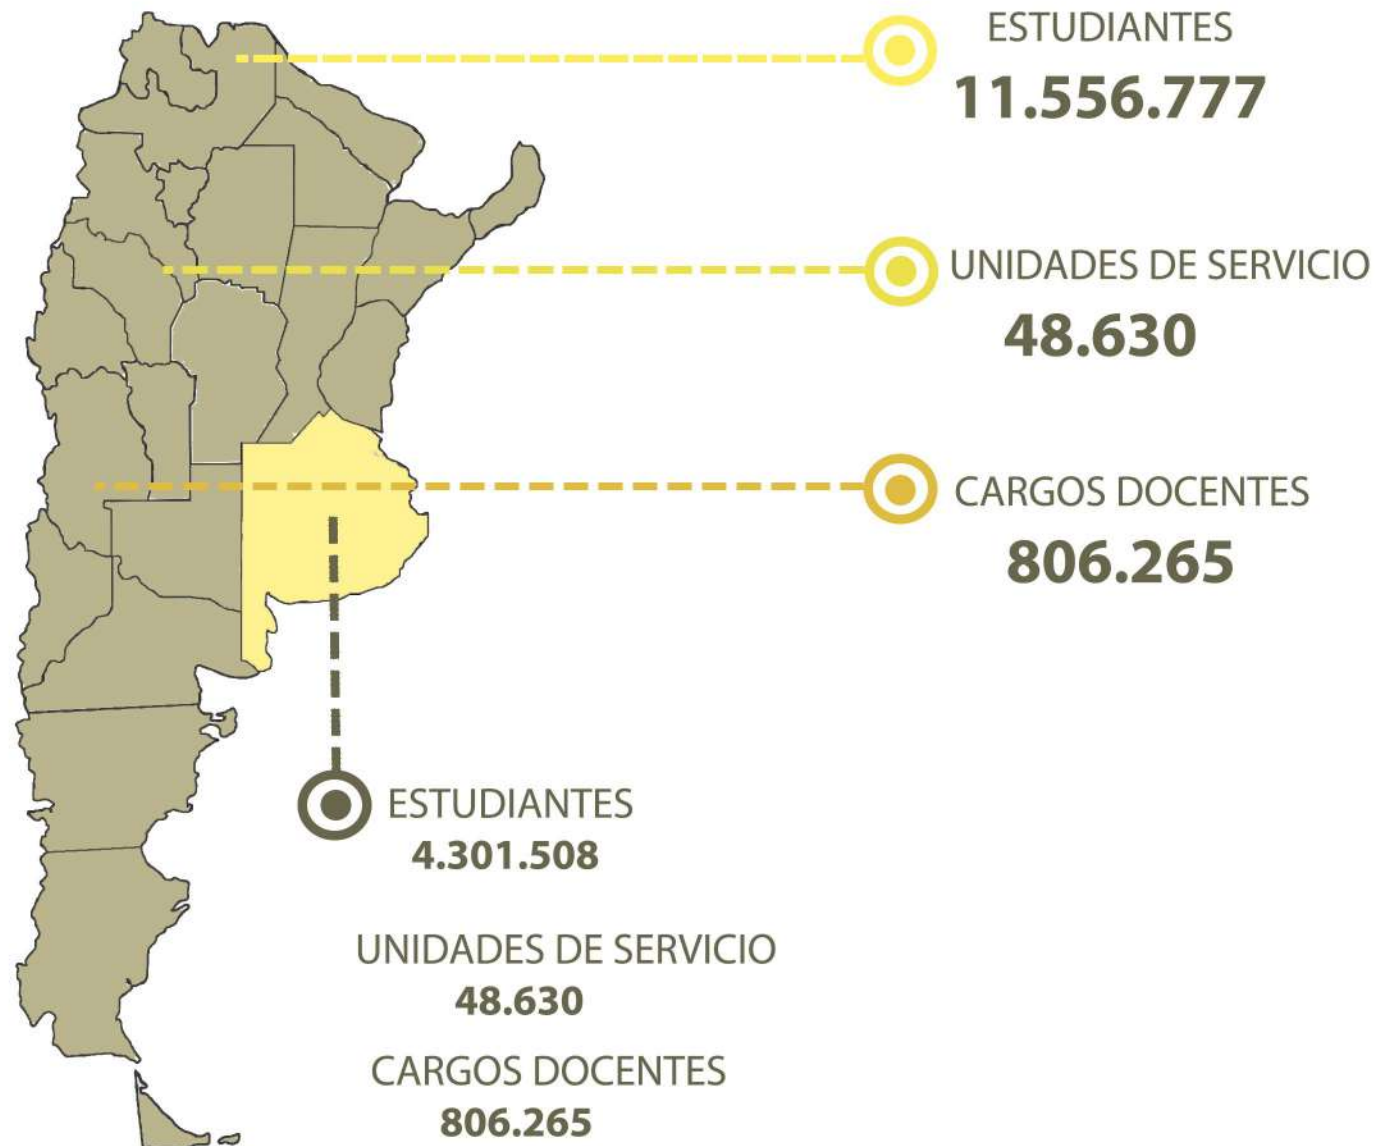 ESTUDIANTES
11.556.777
UNIDADES DE SERVICIO
48.630
CARGOS DOCENTES
806.265
ESTUDIANTES
4.301.508
UNIDADES DE SERVICIO
48.630
CARGOS DOCENTES
806.265